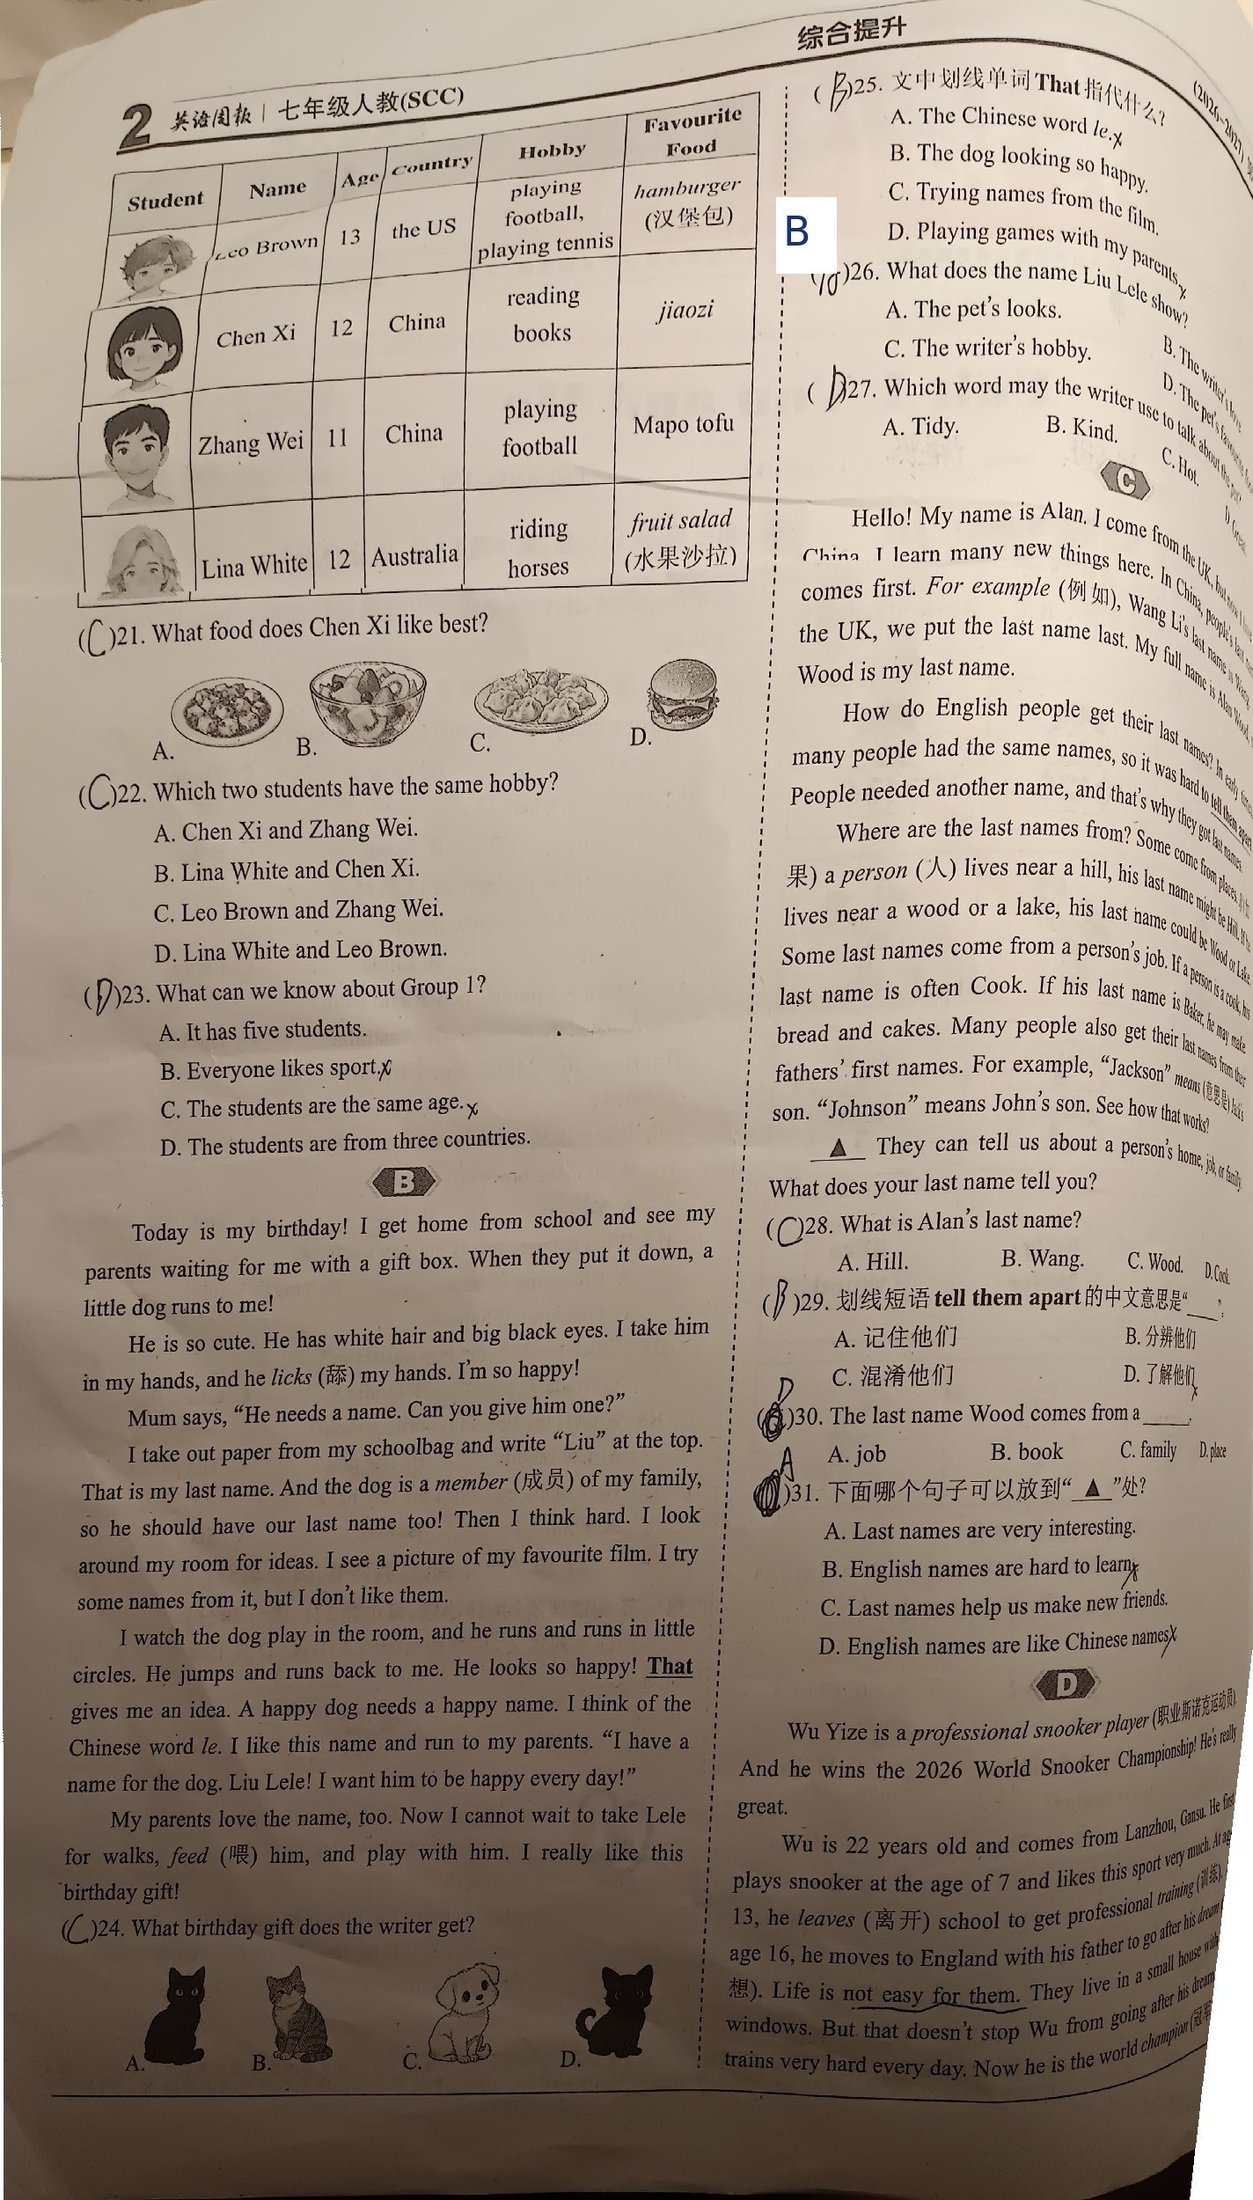 综合提升
2 英语周报 | 七年级人教(SCC)
Student Name Age Country Hobby Favourite Food
Leo Brown 13 the US playing football, playing tennis hamburger (汉堡包)
Chen Xi 12 China reading books jiaozi
Zhang Wei 11 China playing football Mapo tofu
Lina White 12 Australia riding horses fruit salad (水果沙拉)
(C)21. What food does Chen Xi like best?
A. B. C. D.
(C)22. Which two students have the same hobby?
A. Chen Xi and Zhang Wei.
B. Lina White and Chen Xi.
C. Leo Brown and Zhang Wei.
D. Lina White and Leo Brown.
(D)23. What can we know about Group 1?
A. It has five students.
B. Everyone likes sport.x
C. The students are the same age.x
D. The students are from three countries.
B
Today is my birthday! I get home from school and see my
parents waiting for me with a gift box. When they put it down, a
little dog runs to me!
He is so cute. He has white hair and big black eyes. I take him
in my hands, and he licks (舔) my hands. I'm so happy!
Mum says, “He needs a name. Can you give him one?”
I take out paper from my schoolbag and write “Liu” at the top.
That is my last name. And the dog is a member (成员) of my family,
so he should have our last name too! Then I think hard. I look
around my room for ideas. I see a picture of my favourite film. I try
some names from it, but I don't like them.
I watch the dog play in the room, and he runs and runs in little
circles. He jumps and runs back to me. He looks so happy! That
gives me an idea. A happy dog needs a happy name. I think of the
Chinese word le. I like this name and run to my parents. “I have a
name for the dog. Liu Lele! I want him to be happy every day!”
My parents love the name, too. Now I cannot wait to take Lele
for walks, feed (喂) him, and play with him. I really like this
birthday gift!
(C)24. What birthday gift does the writer get?
A. B. C. D.
(2026~2027)
(B)25. 文中划线单词 That 指代什么?
A. The Chinese word le.x
B. The dog looking so happy.
C. Trying names from the film.
D. Playing games with my parents.x
B
( )26. What does the name Liu Lele show?
A. The pet's looks.
B. The writer's love.
C. The writer's hobby.
D. The pet's favourite
(D)27. Which word may the writer use to talk about the
A. Tidy. B. Kind. C. Hot.
C
Hello! My name is Alan. I come from the UK, but now I
China. I learn many new things here. In China, people's last
comes first. For example (例如), Wang Li's last name is Wang.
the UK, we put the last name last. My full name is Alan Wood,
Wood is my last name.
How do English people get their last names? In early
many people had the same names, so it was hard to tell them apart.
People needed another name, and that's why they got last names.
Where are the last names from? Some come from places.
果) a person (人) lives near a hill, his last name might be Hill. If he
lives near a wood or a lake, his last name could be Wood or Lake.
Some last names come from a person's job. If a person is a cook, his
last name is often Cook. If his last name is Baker, he may make
bread and cakes. Many people also get their last names from their
fathers' first names. For example, “Jackson” means (意思是) Jack's
son. “Johnson” means John's son. See how that works?
▲ They can tell us about a person's home, job, or family.
What does your last name tell you?
(C)28. What is Alan's last name?
A. Hill. B. Wang. C. Wood. D. Cook.
(B)29. 划线短语 tell them apart 的中文意思是“____”.
A. 记住他们 B. 分辨他们
C. 混淆他们 D. 了解他们x
D
( )30. The last name Wood comes from a ____.
A. job B. book C. family D. place
A
( )31. 下面哪个句子可以放到“ ▲ ”处?
A. Last names are very interesting.
B. English names are hard to learn.x
C. Last names help us make new friends.
D. English names are like Chinese names.x
D
Wu Yize is a professional snooker player (职业斯诺克运动员).
And he wins the 2026 World Snooker Championship! He's really
great.
Wu is 22 years old and comes from Lanzhou, Gansu. He first
plays snooker at the age of 7 and likes this sport very much. At age
13, he leaves (离开) school to get professional training (训练).
age 16, he moves to England with his father to go after his dream
想). Life is not easy for them. They live in a small house with
windows. But that doesn't stop Wu from going after his dream.
trains very hard every day. Now he is the world champion (冠军